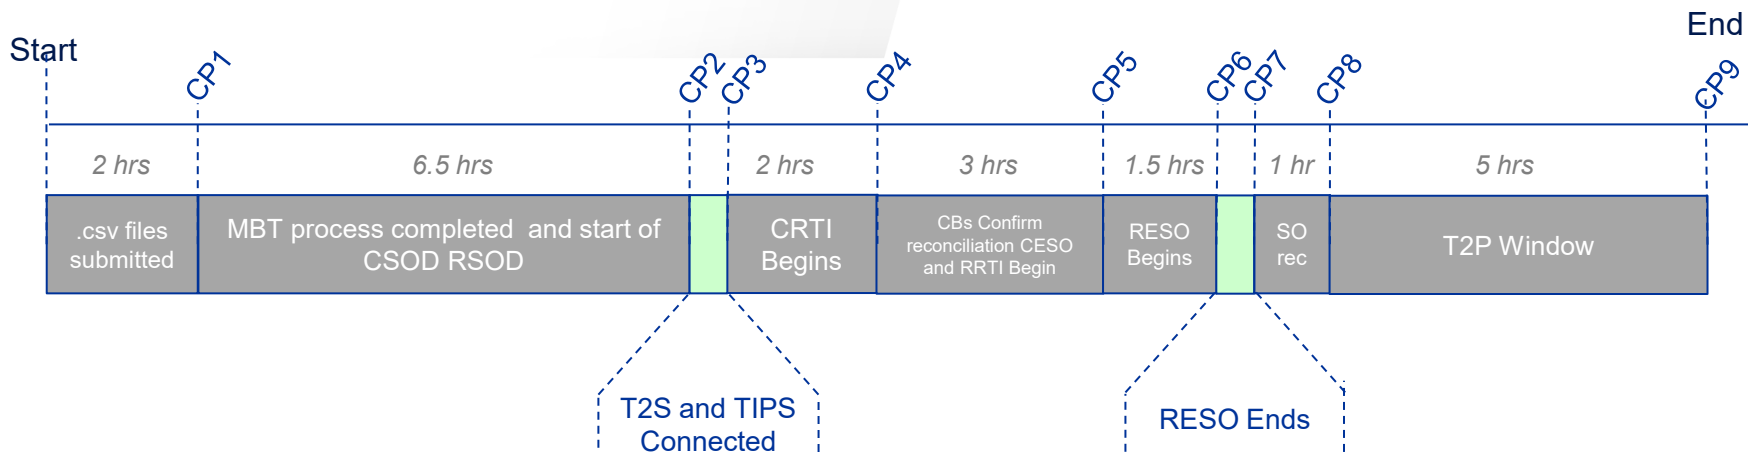 Start
End
CP1
CP2
CP3
CP4
CP5
CP6
CP7
CP8
CP9
2 hrs
6.5 hrs
2 hrs
3 hrs
1.5 hrs
1 hr
5 hrs
.csv files
submitted
MBT process completed and start of
CSOD RSOD
CRTI
Begins
CBs Confirm
reconciliation CESO
and RRTI Begin
RESO
Begins
SO
rec
T2P Window
T2S and TIPS
Connected
RESO Ends